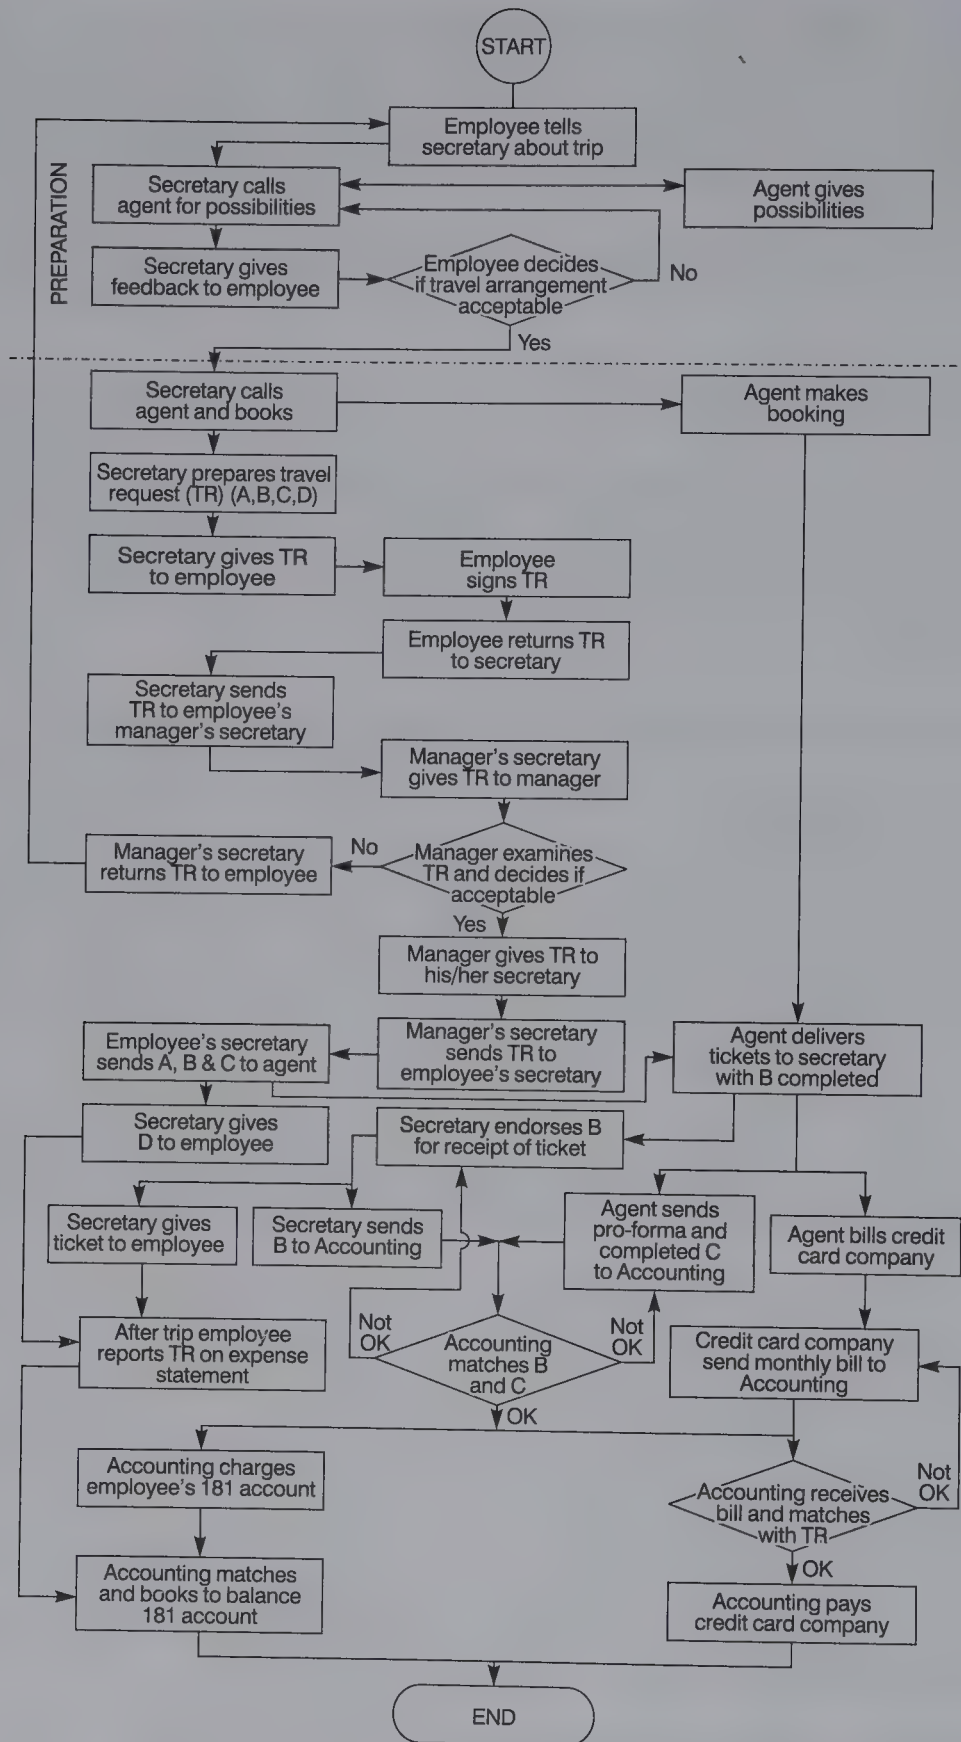 START
Employee tells
secretary about trip
PREPARATION
Secretary calls
agent for possibilities
Agent gives
possibilities
Secretary gives
feedback to employee
Employee decides
if travel arrangement
acceptable
No
Yes
Secretary calls
agent and books
Agent makes
booking
Secretary prepares travel
request (TR) (A,B,C,D)
Secretary gives TR
to employee
Employee
signs TR
Employee returns TR
to secretary
Secretary sends
TR to employee's
manager's secretary
Manager's secretary
gives TR to manager
Manager's secretary
returns TR to employee
No
Manager examines
TR and decides if
acceptable
Yes
Manager gives TR to
his/her secretary
Employee's secretary
sends A, B & C to agent
Manager's secretary
sends TR to
employee's secretary
Agent delivers
tickets to secretary
with B completed
Secretary gives
D to employee
Secretary endorses B
for receipt of ticket
Secretary gives
ticket to employee
Secretary sends
B to Accounting
Agent sends
pro-forma and
completed C
to Accounting
Agent bills credit
card company
After trip employee
reports TR on expense
statement
Not
OK
Accounting
matches B
and C
Not
OK
Credit card company
send monthly bill to
Accounting
OK
Accounting charges
employee's 181 account
Accounting receives
bill and matches
with TR
Not
OK
OK
Accounting matches
and books to balance
181 account
Accounting pays
credit card company
END